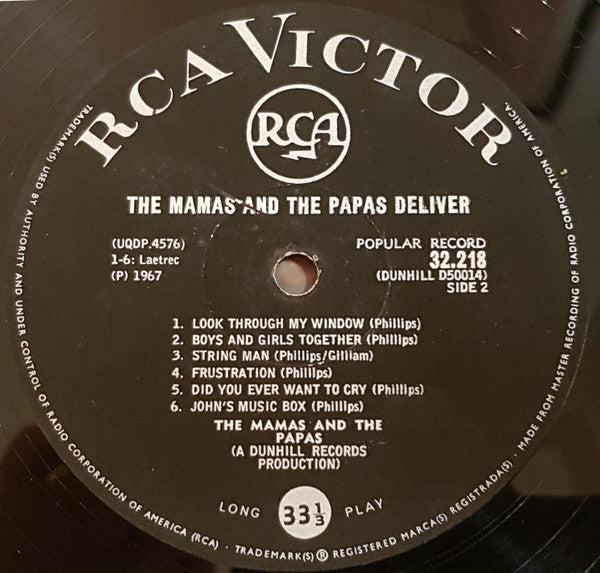 RCA VICTOR
RCA
THE MAMAS AND THE PAPAS DELIVER
(UQDP.4576)
1-6: Laetrec
(P) 1967
POPULAR RECORD
32.218
(DUNHILL D50014)
SIDE 2
1. LOOK THROUGH MY WINDOW (Phillips)
2. BOYS AND GIRLS TOGETHER (Phillips)
3. STRING MAN (Phillips/Gilliam)
4. FRUSTRATION (Phillips)
5. DID YOU EVER WANT TO CRY (Phillips)
6. JOHN'S MUSIC BOX (Phillips)
THE MAMAS AND THE
PAPAS
(A DUNHILL RECORDS
PRODUCTION)
LONG 33⅓ PLAY
TRADEMARK(S) USED BY AUTHORITY AND UNDER CONTROL OF RADIO CORPORATION OF AMERICA (RCA) · TRADEMARK(S) ® REGISTERED MARCA(S) REGISTRADA(S) · MADE FROM MASTER RECORDING OF RADIO CORPORATION OF AMERICA.